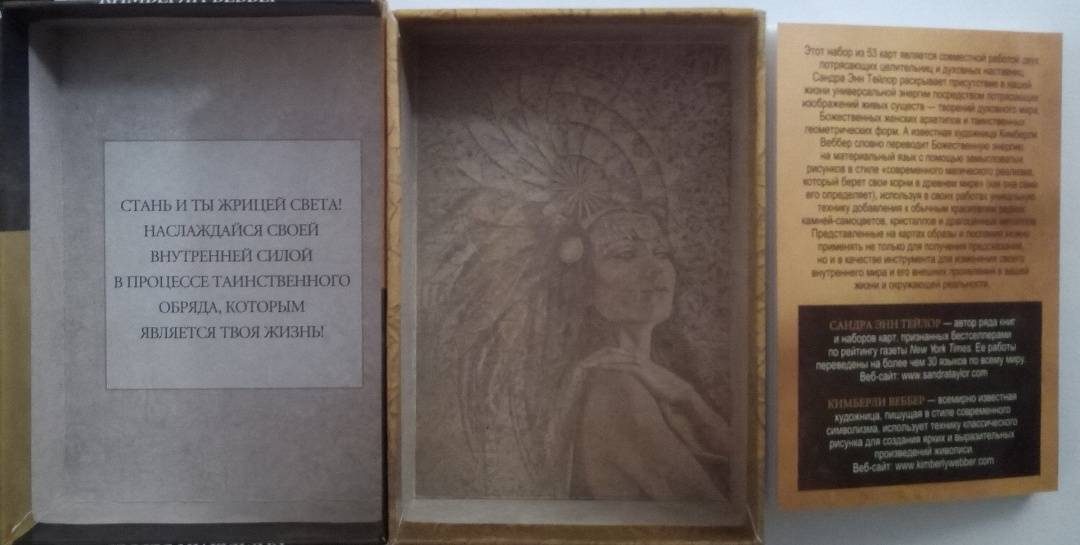 КИМБЕРЛИ ВЕББЕР
СТАНЬ И ТЫ ЖРИЦЕЙ СВЕТА!
НАСЛАЖДАЙСЯ СВОЕЙ
ВНУТРЕННЕЙ СИЛОЙ
В ПРОЦЕССЕ ТАИНСТВЕННОГО
ОБРЯДА, КОТОРЫМ
ЯВЛЯЕТСЯ ТВОЯ ЖИЗНЬ!
Этот набор из 53 карт является совместной работой двух
потрясающих целительниц и духовных наставниц.
Сандра Энн Тейлор раскрывает присутствие в вашей
жизни универсальной энергии посредством потрясающих
изображений живых существ — творений духовного мира,
Божественных женских архетипов и таинственных
геометрических форм. А известная художница Кимберли
Веббер словно переводит Божественную энергию
на материальный язык с помощью замысловатых
рисунков в стиле «современного магического реализма,
который берет свои корни в древнем мире» (как она сама
его определяет), используя в своих работах уникальную
технику добавления к обычным красителям редких
камней-самоцветов, кристаллов и драгоценных металлов.
Представленные на картах образы и послания можно
применять не только для получения предсказания,
но и в качестве инструмента для изменения своего
внутреннего мира и его внешних проявлений в вашей
жизни и окружающей реальности.
САНДРА ЭНН ТЕЙЛОР — автор ряда книг
и наборов карт, признанных бестселлерами
по рейтингу газеты New York Times. Ее работы
переведены на более чем 30 языков по всему миру.
Веб-сайт: www.sandrataylor.com
КИМБЕРЛИ ВЕББЕР — всемирно известная
художница, пишущая в стиле современного
символизма, использует технику классического
рисунка для создания ярких и выразительных
произведений живописи.
Веб-сайт: www.kimberlywebber.com